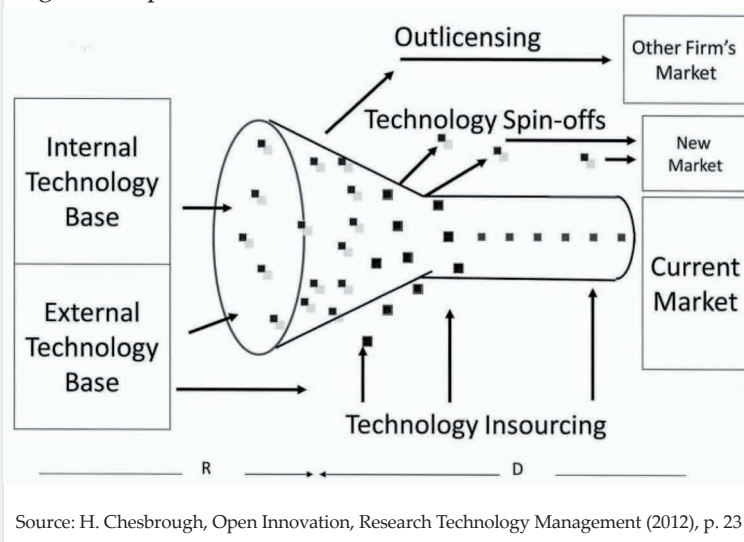 Outlicensing
Other Firm's
Market
Technology Spin-offs
New
Market
Internal
Technology
Base
External
Technology
Base
Current
Market
Technology Insourcing
R
D
Source: H. Chesbrough, Open Innovation, Research Technology Management (2012), p. 23